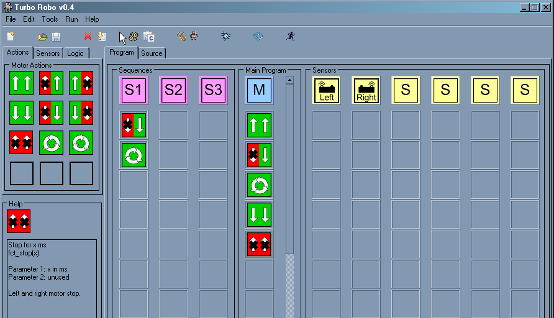 Turbo Robo v0.4
File Edit Tools Run Help
Actions Sensors Logic
Program Source
Motor Actions
Sequences
Main Program
Sensors
S1 S2 S3 M Left Right S S S S
Help
Stop for x ms
fct_stop(x)
Parameter 1: x in ms
Parameter 2: unused
Left and right motor stop.